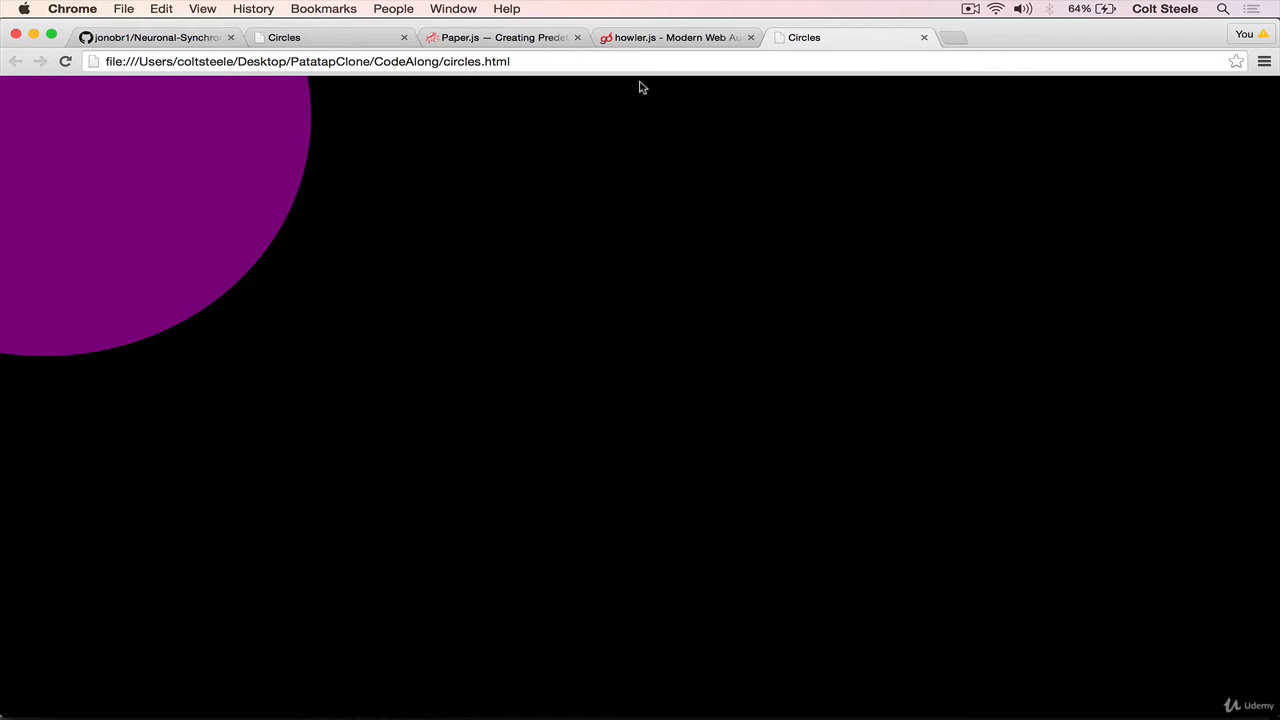 Chrome File Edit View History Bookmarks People Window Help 64% Colt Steele
jonobr1/Neuronal-Synchro Circles Paper.js — Creating Prede howler.js - Modern Web Au Circles You
file:///Users/coltsteele/Desktop/PatatapClone/CodeAlong/circles.html
Udemy